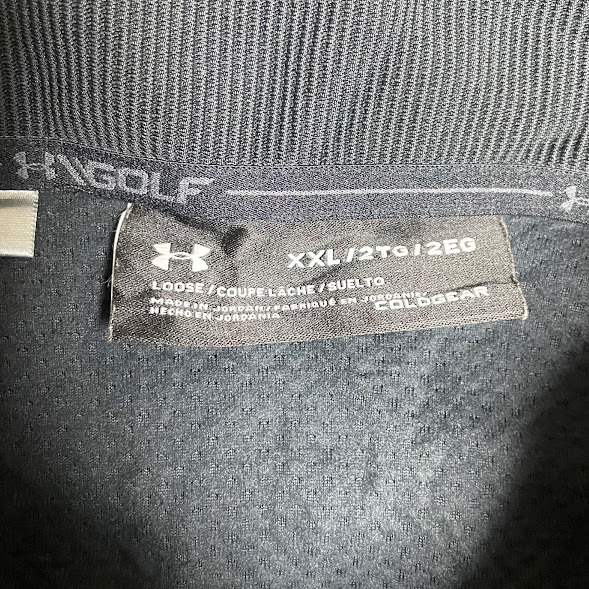 \\GOLF
XXL/2TG/2EG
LOOSE/COUPE LÂCHE/SUELTO
MADE IN JORDAN/FABRIQUÉ EN JORDANIE/
HECHO EN JORDANIA
COLDGEAR